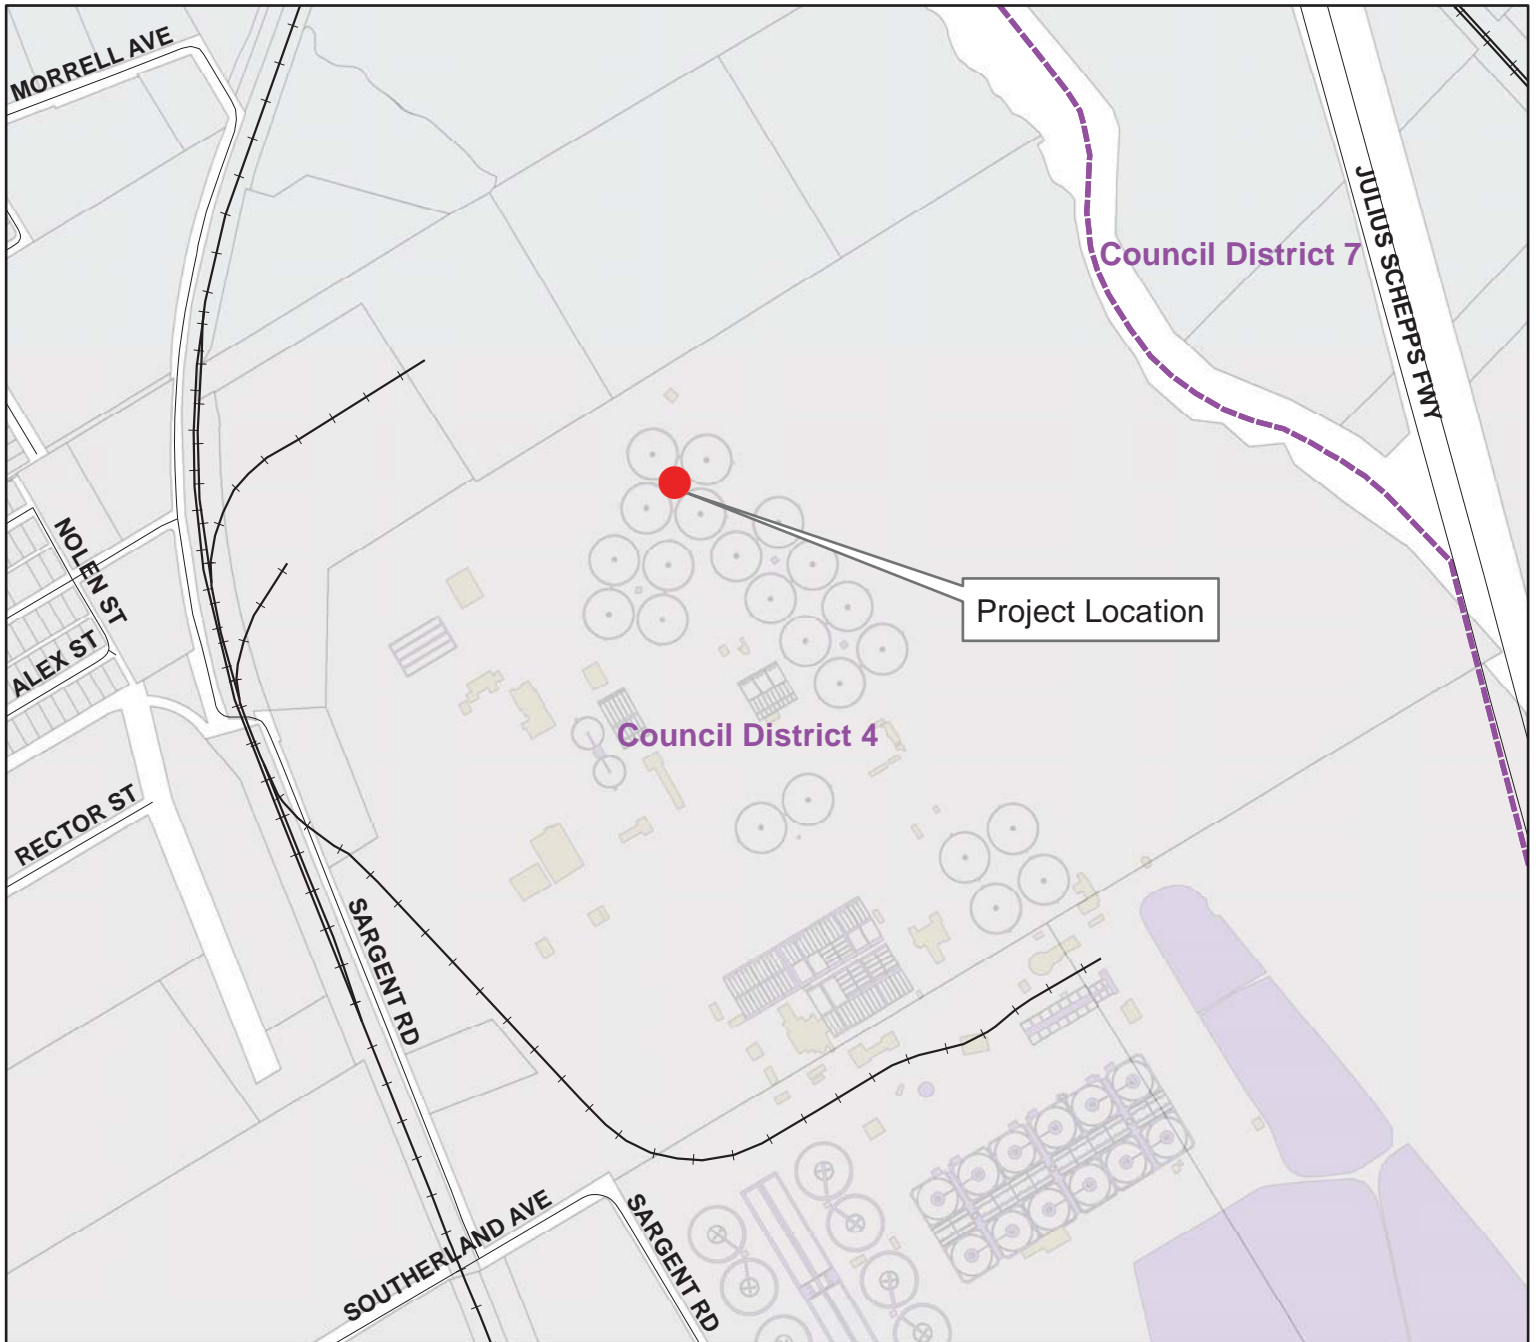 MORRELL AVE
JULIUS SCHEPPS FWY
Council District 7
NOLEN ST
Project Location
ALEX ST
Council District 4
RECTOR ST
SARGENT RD
SOUTHERLAND AVE
SARGENT RD